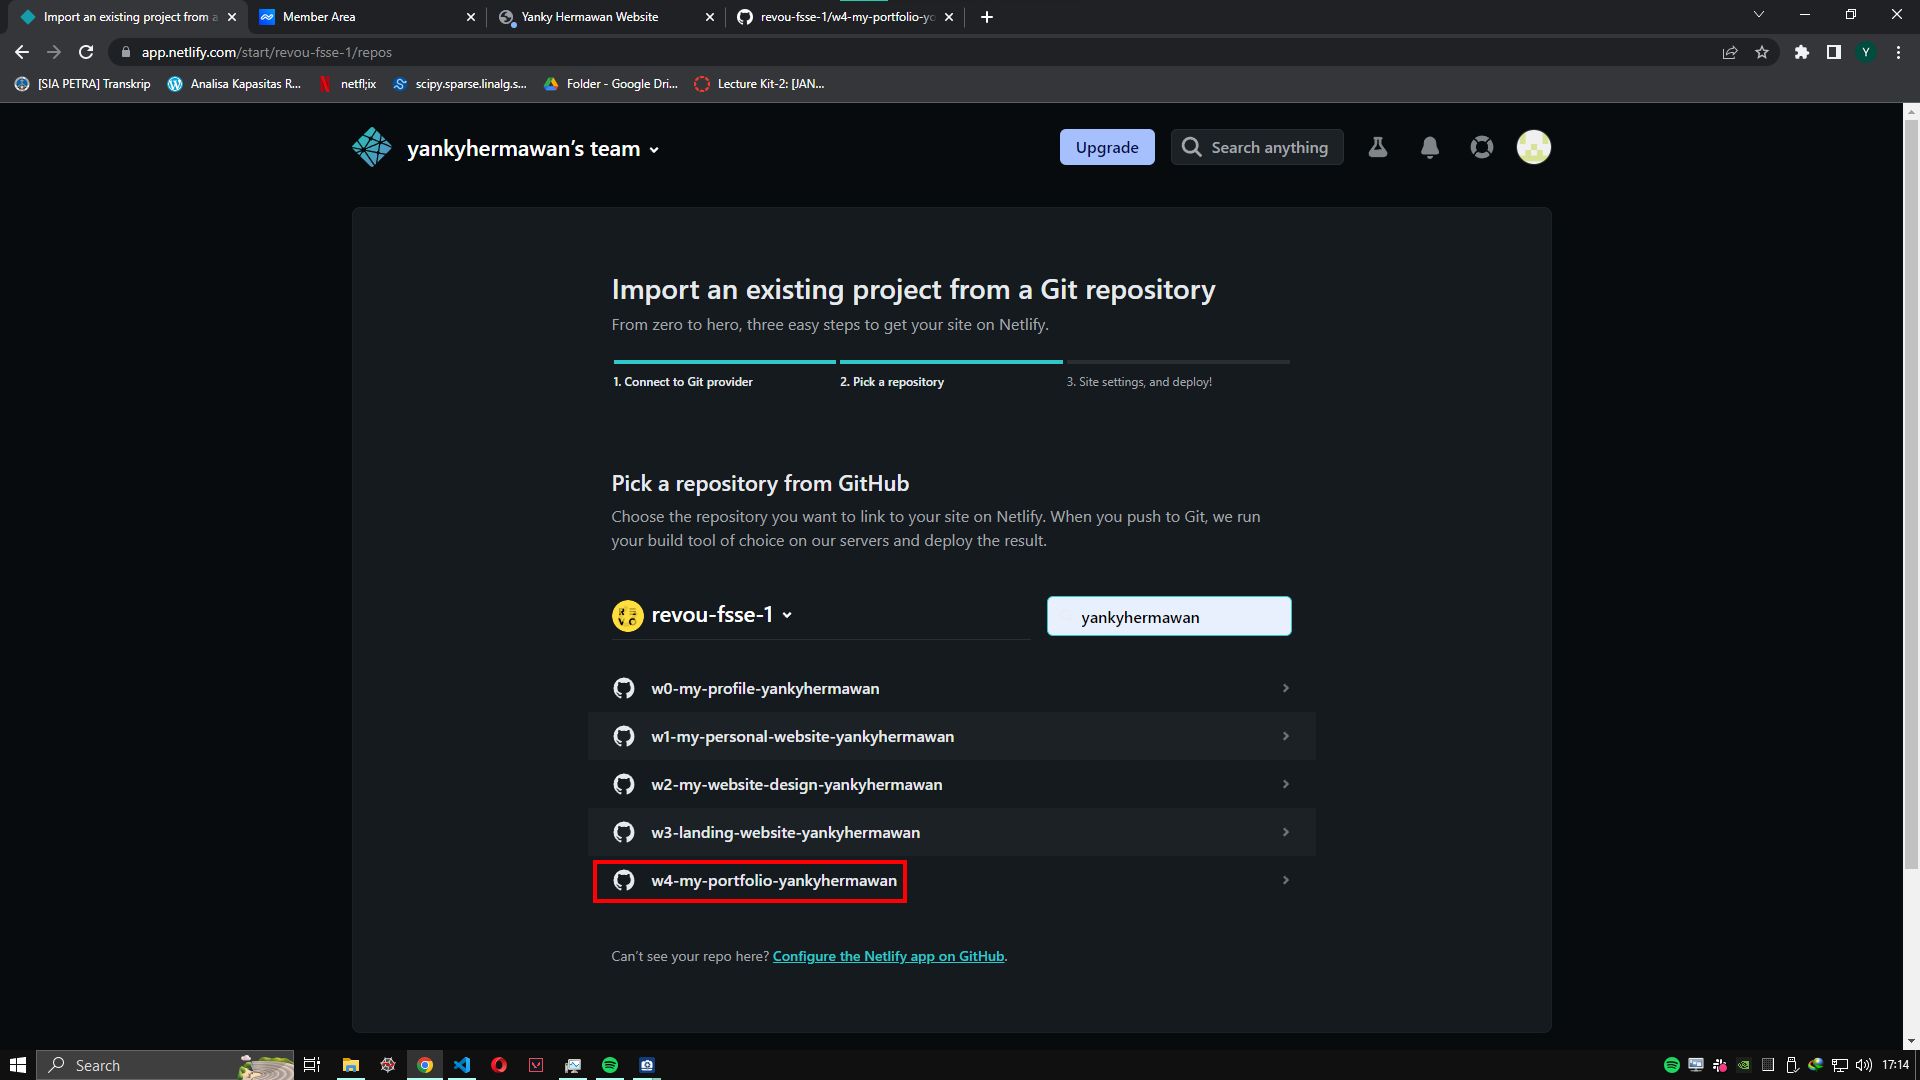 Import an existing project from a
Member Area
Yanky Hermawan Website
revou-fsse-1/w4-my-portfolio-yo
app.netlify.com/start/revou-fsse-1/repos
Y
[SIA PETRA] Transkrip
Analisa Kapasitas R...
netfl;ix
scipy.sparse.linalg.s...
Folder - Google Dri...
Lecture Kit-2: [JAN...
yankyhermawan's team
Upgrade
Search anything
Import an existing project from a Git repository
From zero to hero, three easy steps to get your site on Netlify.
1. Connect to Git provider
2. Pick a repository
3. Site settings, and deploy!
Pick a repository from GitHub
Choose the repository you want to link to your site on Netlify. When you push to Git, we run
your build tool of choice on our servers and deploy the result.
revou-fsse-1
yankyhermawan
w0-my-profile-yankyhermawan
w1-my-personal-website-yankyhermawan
w2-my-website-design-yankyhermawan
w3-landing-website-yankyhermawan
w4-my-portfolio-yankyhermawan
Can't see your repo here? Configure the Netlify app on GitHub.
Search
17:14